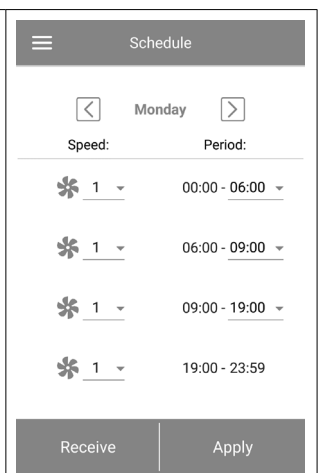 Schedule
Monday
Speed: Period:
1 00:00 - 06:00
1 06:00 - 09:00
1 09:00 - 19:00
1 19:00 - 23:59
Receive Apply